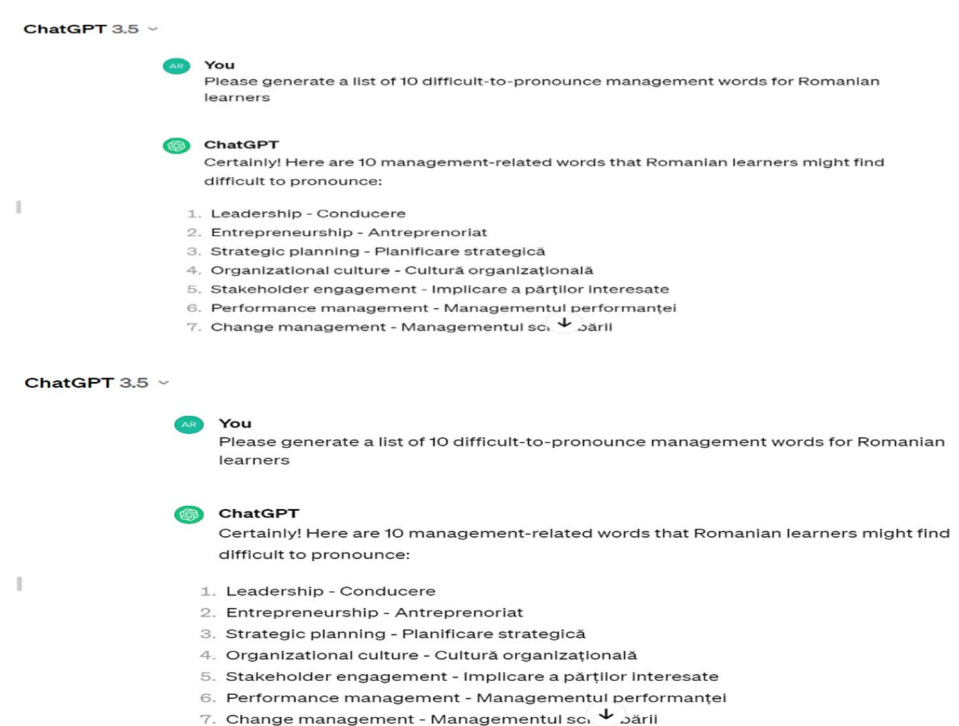 ChatGPT 3.5
AR You
Please generate a list of 10 difficult-to-pronounce management words for Romanian
learners
ChatGPT
Certainly! Here are 10 management-related words that Romanian learners might find
difficult to pronounce:
1. Leadership - Conducere
2. Entrepreneurship - Antreprenoriat
3. Strategic planning - Planificare strategică
4. Organizational culture - Cultură organizațională
5. Stakeholder engagement - Implicare a părților interesate
6. Performance management - Managementul performanței
7. Change management - Managementul
ChatGPT 3.5
AR You
Please generate a list of 10 difficult-to-pronounce management words for Romanian
learners
ChatGPT
Certainly! Here are 10 management-related words that Romanian learners might find
difficult to pronounce:
1. Leadership - Conducere
2. Entrepreneurship - Antreprenoriat
3. Strategic planning - Planificare strategică
4. Organizational culture - Cultură organizațională
5. Stakeholder engagement - Implicare a părților interesate
6. Performance management - Managementul performanței
7. Change management - Managementul